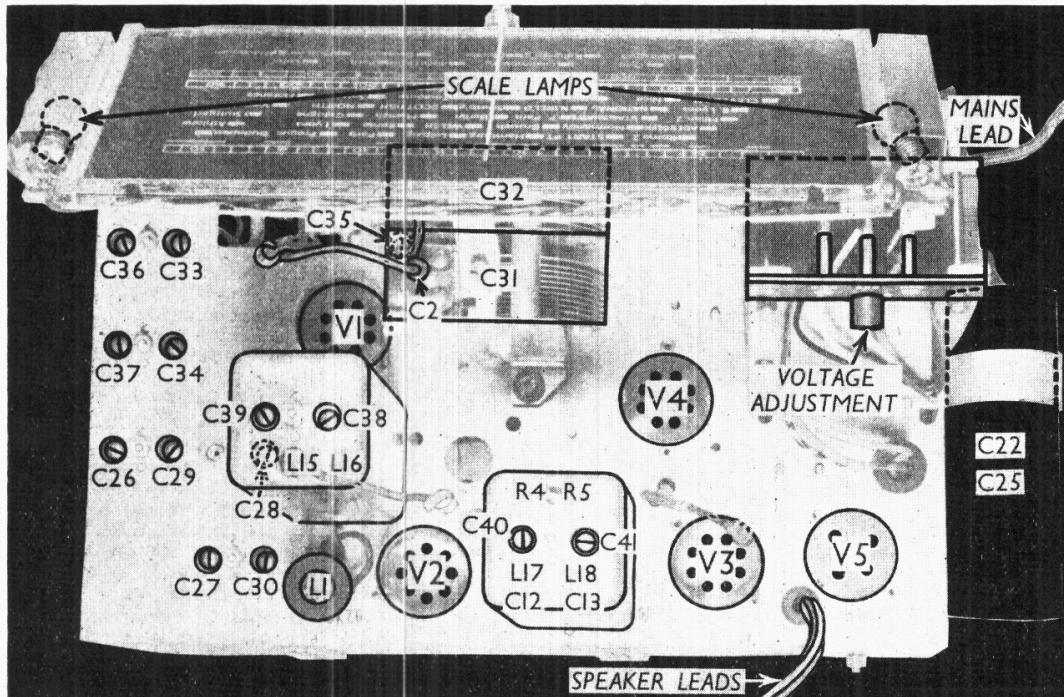 SCALE LAMPS
MAINS
LEAD
C32
C35
C36
C33
C31
C2
V1
C37
C34
VOLTAGE
ADJUSTMENT
V4
C39
C38
C26
C29
L15
L16
C28
C22
C25
R4
R5
C40
C4
C27
C30
L1
V2
L17
L18
C12
C13
V3
V5
SPEAKER LEADS